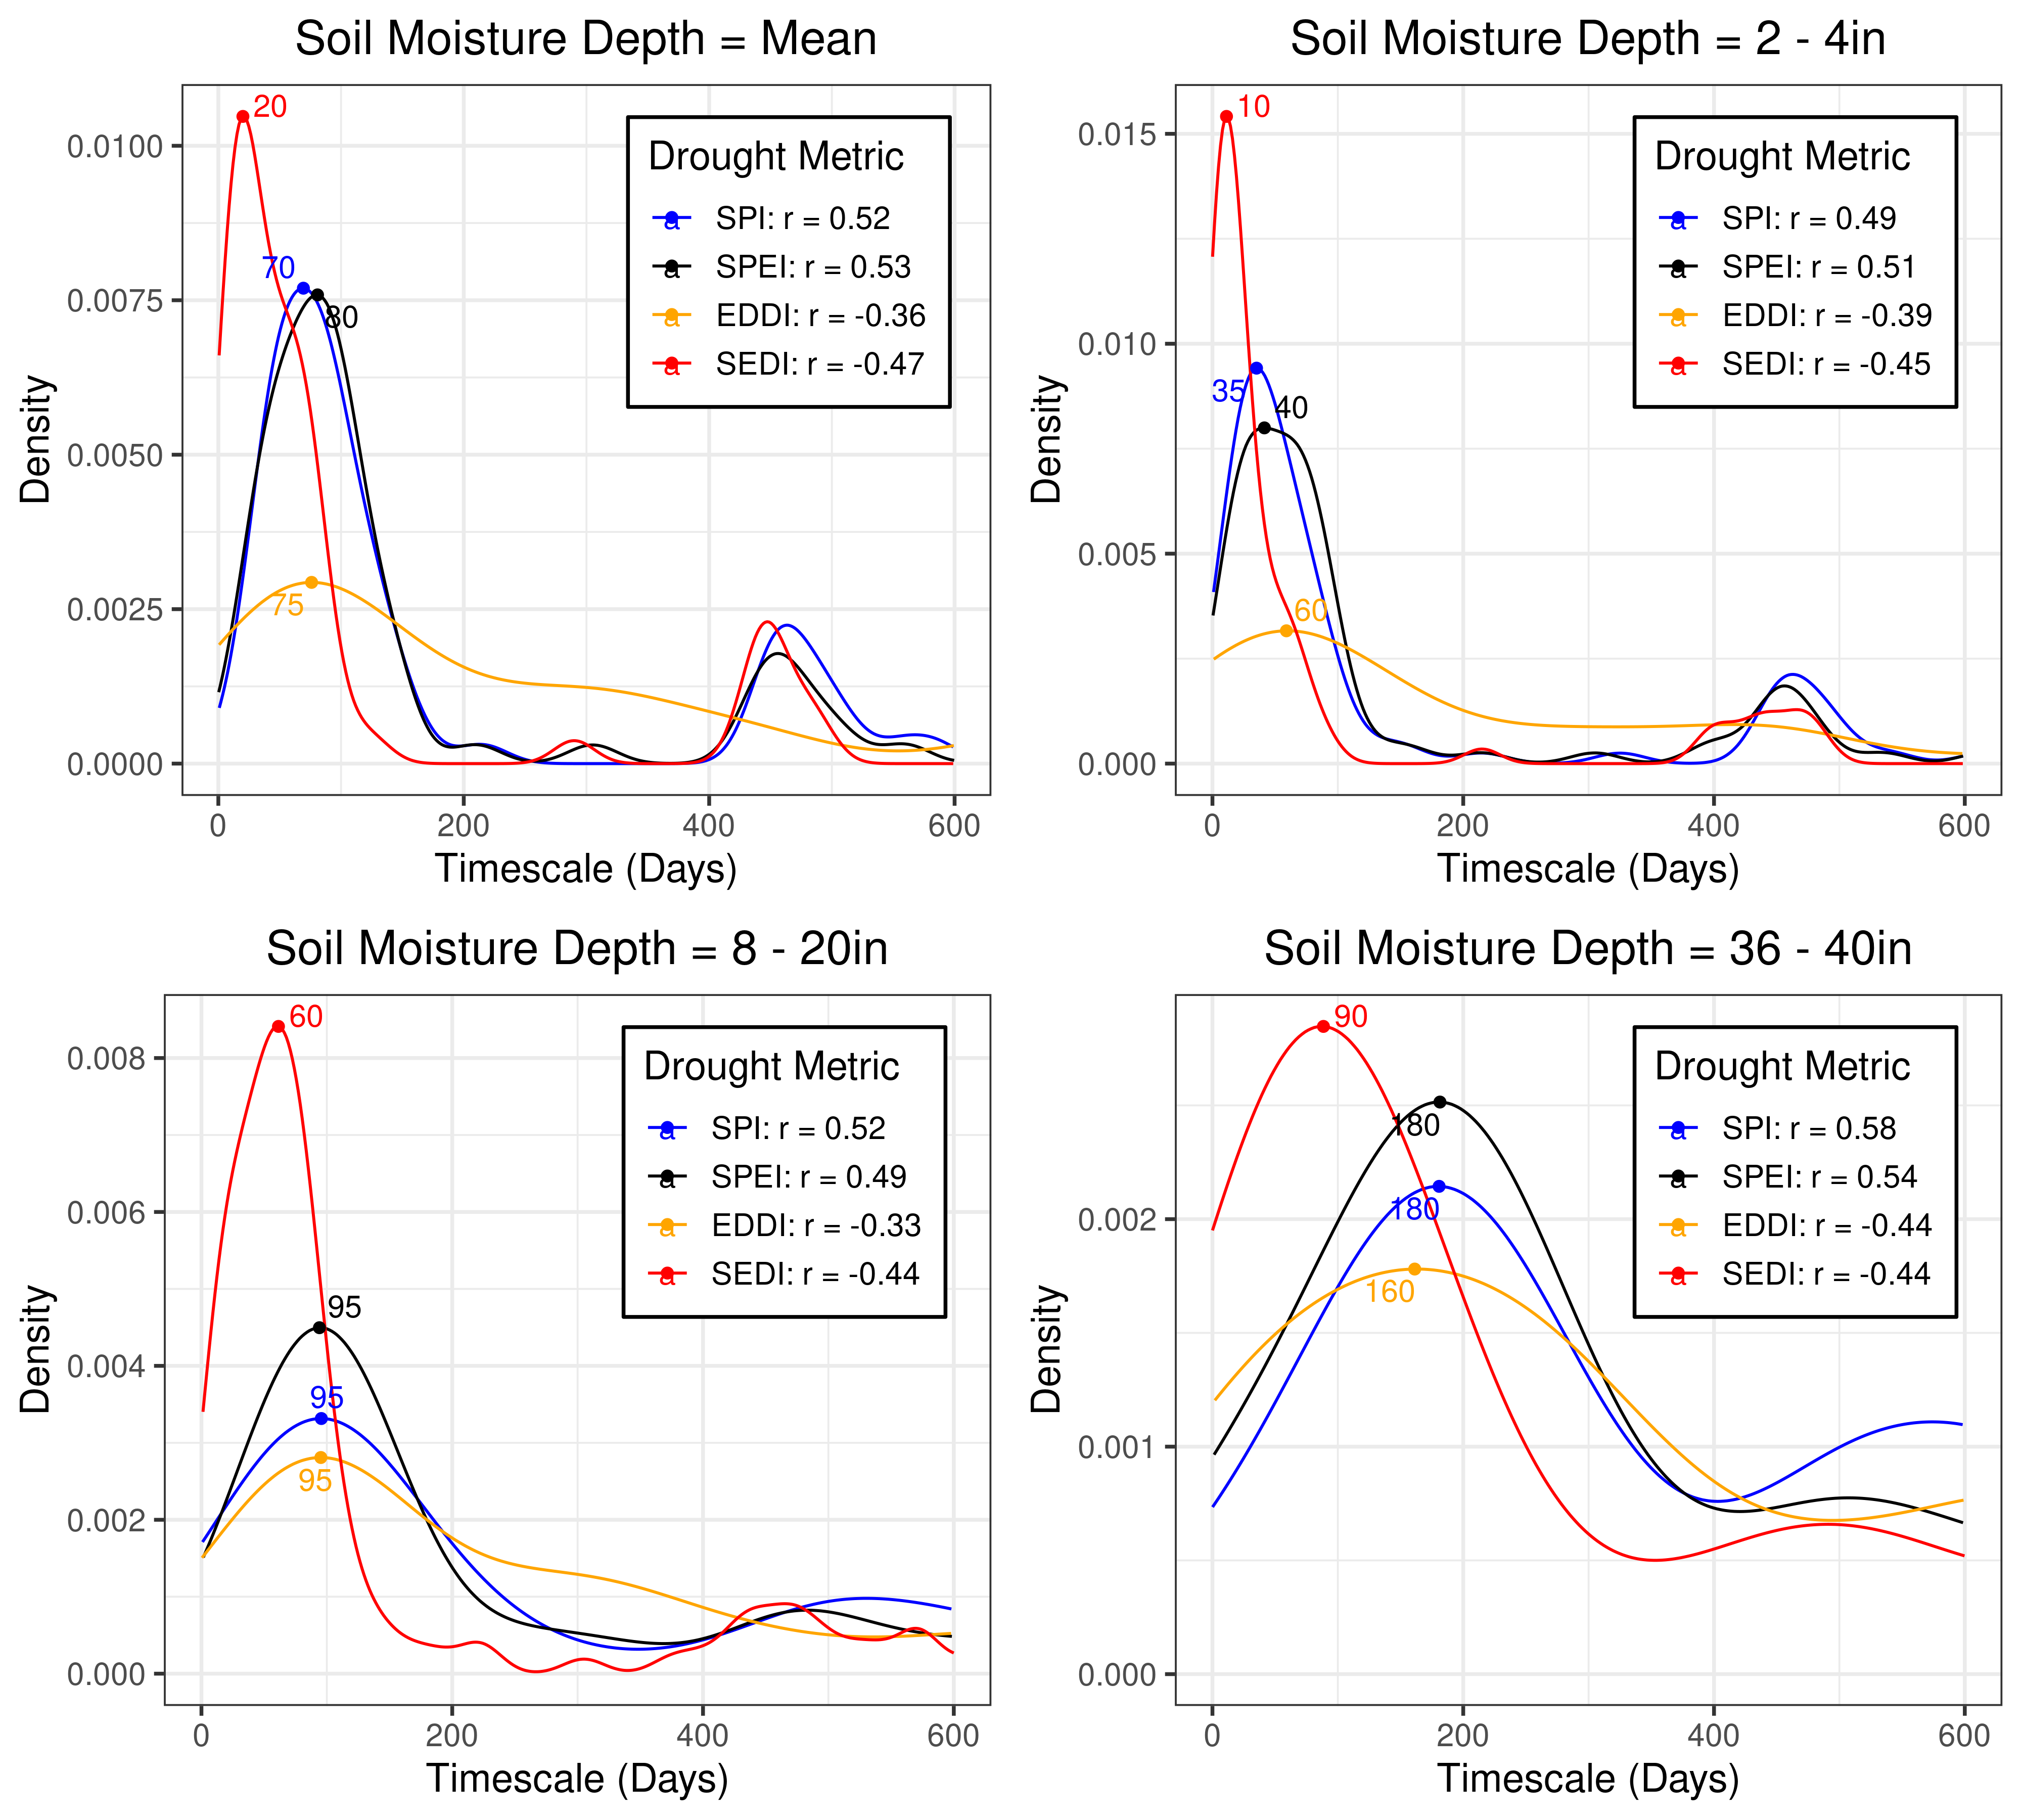 Soil Moisture Depth = Mean
Density
0.0100
0.0075
0.0050
0.0025
0.0000
20
70
80
75
Drought Metric
a SPI: r = 0.52
a SPEI: r = 0.53
a EDDI: r = -0.36
a SEDI: r = -0.47
0 200 400 600
Timescale (Days)
Soil Moisture Depth = 2 - 4in
Density
0.015
0.010
0.005
0.000
10
35
40
60
Drought Metric
a SPI: r = 0.49
a SPEI: r = 0.51
a EDDI: r = -0.39
a SEDI: r = -0.45
0 200 400 600
Timescale (Days)
Soil Moisture Depth = 8 - 20in
Density
0.008
0.006
0.004
0.002
0.000
60
95
95
95
Drought Metric
a SPI: r = 0.52
a SPEI: r = 0.49
a EDDI: r = -0.33
a SEDI: r = -0.44
0 200 400 600
Timescale (Days)
Soil Moisture Depth = 36 - 40in
Density
0.002
0.001
0.000
90
180
180
160
Drought Metric
a SPI: r = 0.58
a SPEI: r = 0.54
a EDDI: r = -0.44
a SEDI: r = -0.44
0 200 400 600
Timescale (Days)